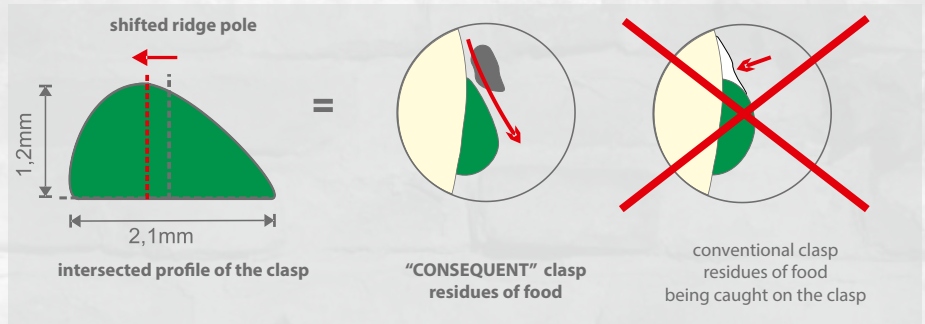 shifted ridge pole
1,2mm
=
2,1mm
intersected profile of the clasp
“CONSEQUENT” clasp
residues of food
conventional clasp
residues of food
being caught on the clasp